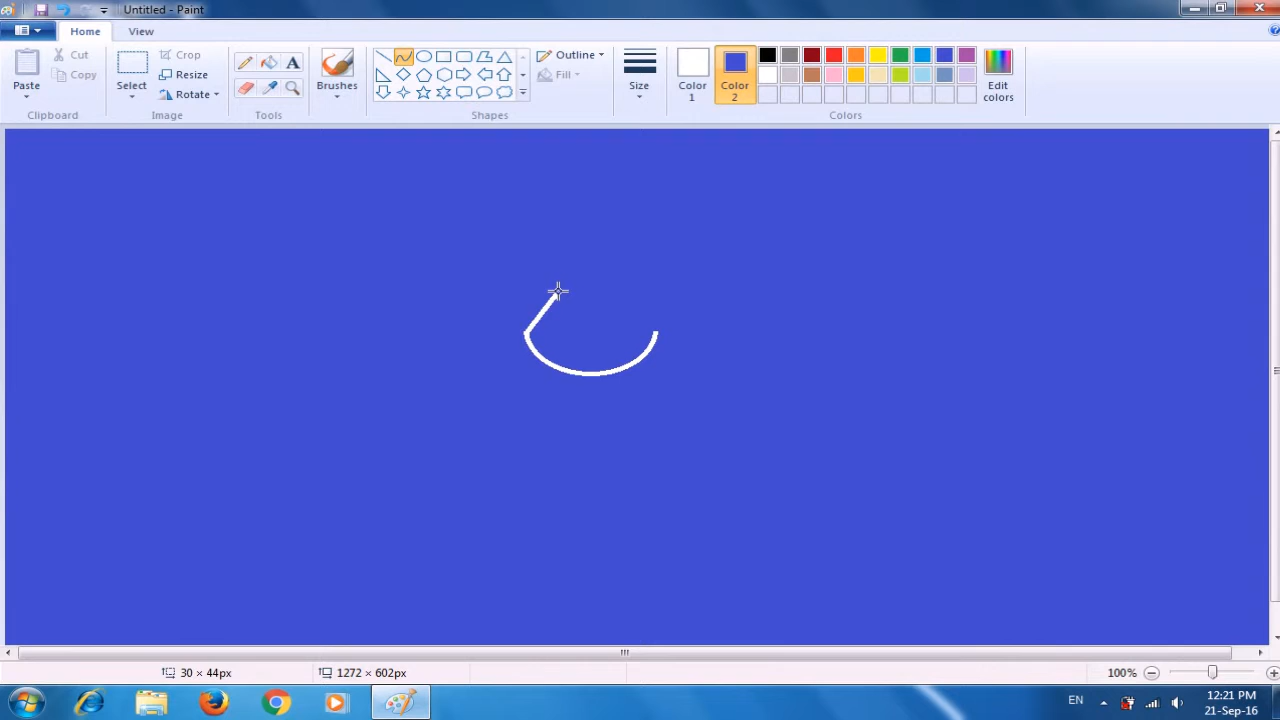 Untitled - Paint
Home View
Paste
Cut
Copy
Clipboard
Select
Crop
Resize
Rotate
Image
Tools
Brushes
Outline
Fill
Shapes
Size
Color 1
Color 2
Edit colors
Colors
30 × 44px
1272 × 602px
100%
EN
12:21 PM
21-Sep-16